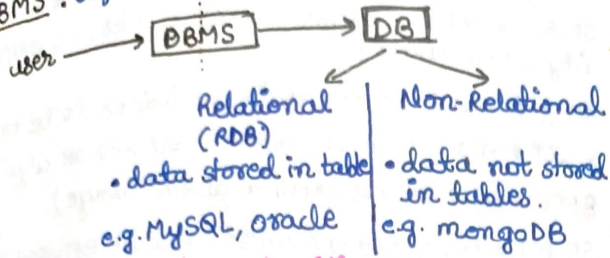 BMS
user
DBMS
DB
Relational
(RDB)
• data stored in table
e.g. MySQL, oracle
Non-Relational
• data not stored
in tables.
e.g. mongoDB